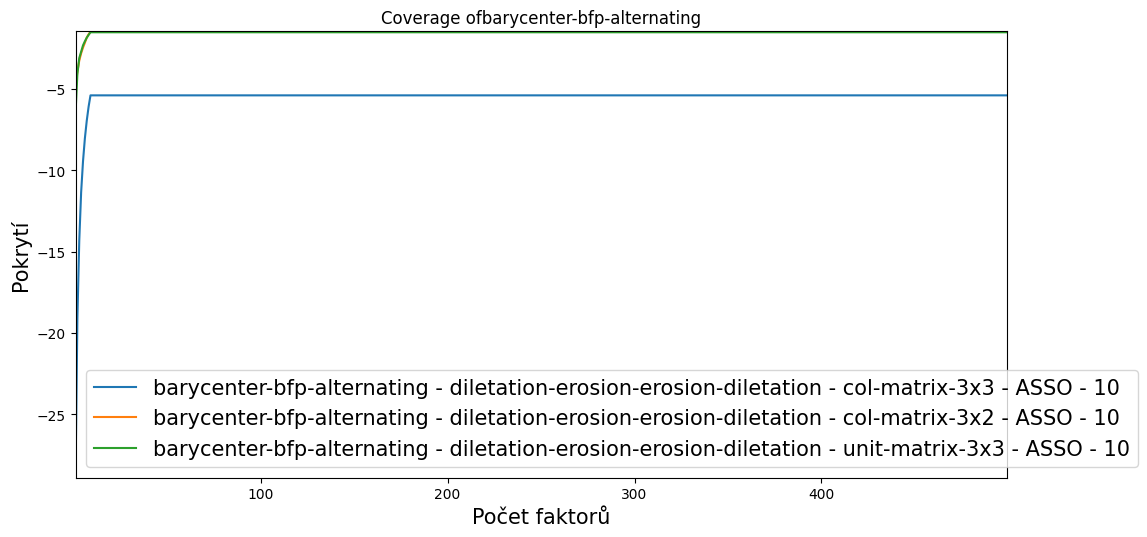 Coverage ofbarycenter-bfp-alternating
Pokrytí
−5
−10
−15
−20
−25
barycenter-bfp-alternating - diletation-erosion-erosion-diletation - col-matrix-3x3 - ASSO - 10
barycenter-bfp-alternating - diletation-erosion-erosion-diletation - col-matrix-3x2 - ASSO - 10
barycenter-bfp-alternating - diletation-erosion-erosion-diletation - unit-matrix-3x3 - ASSO - 10
100 200 300 400
Počet faktorů